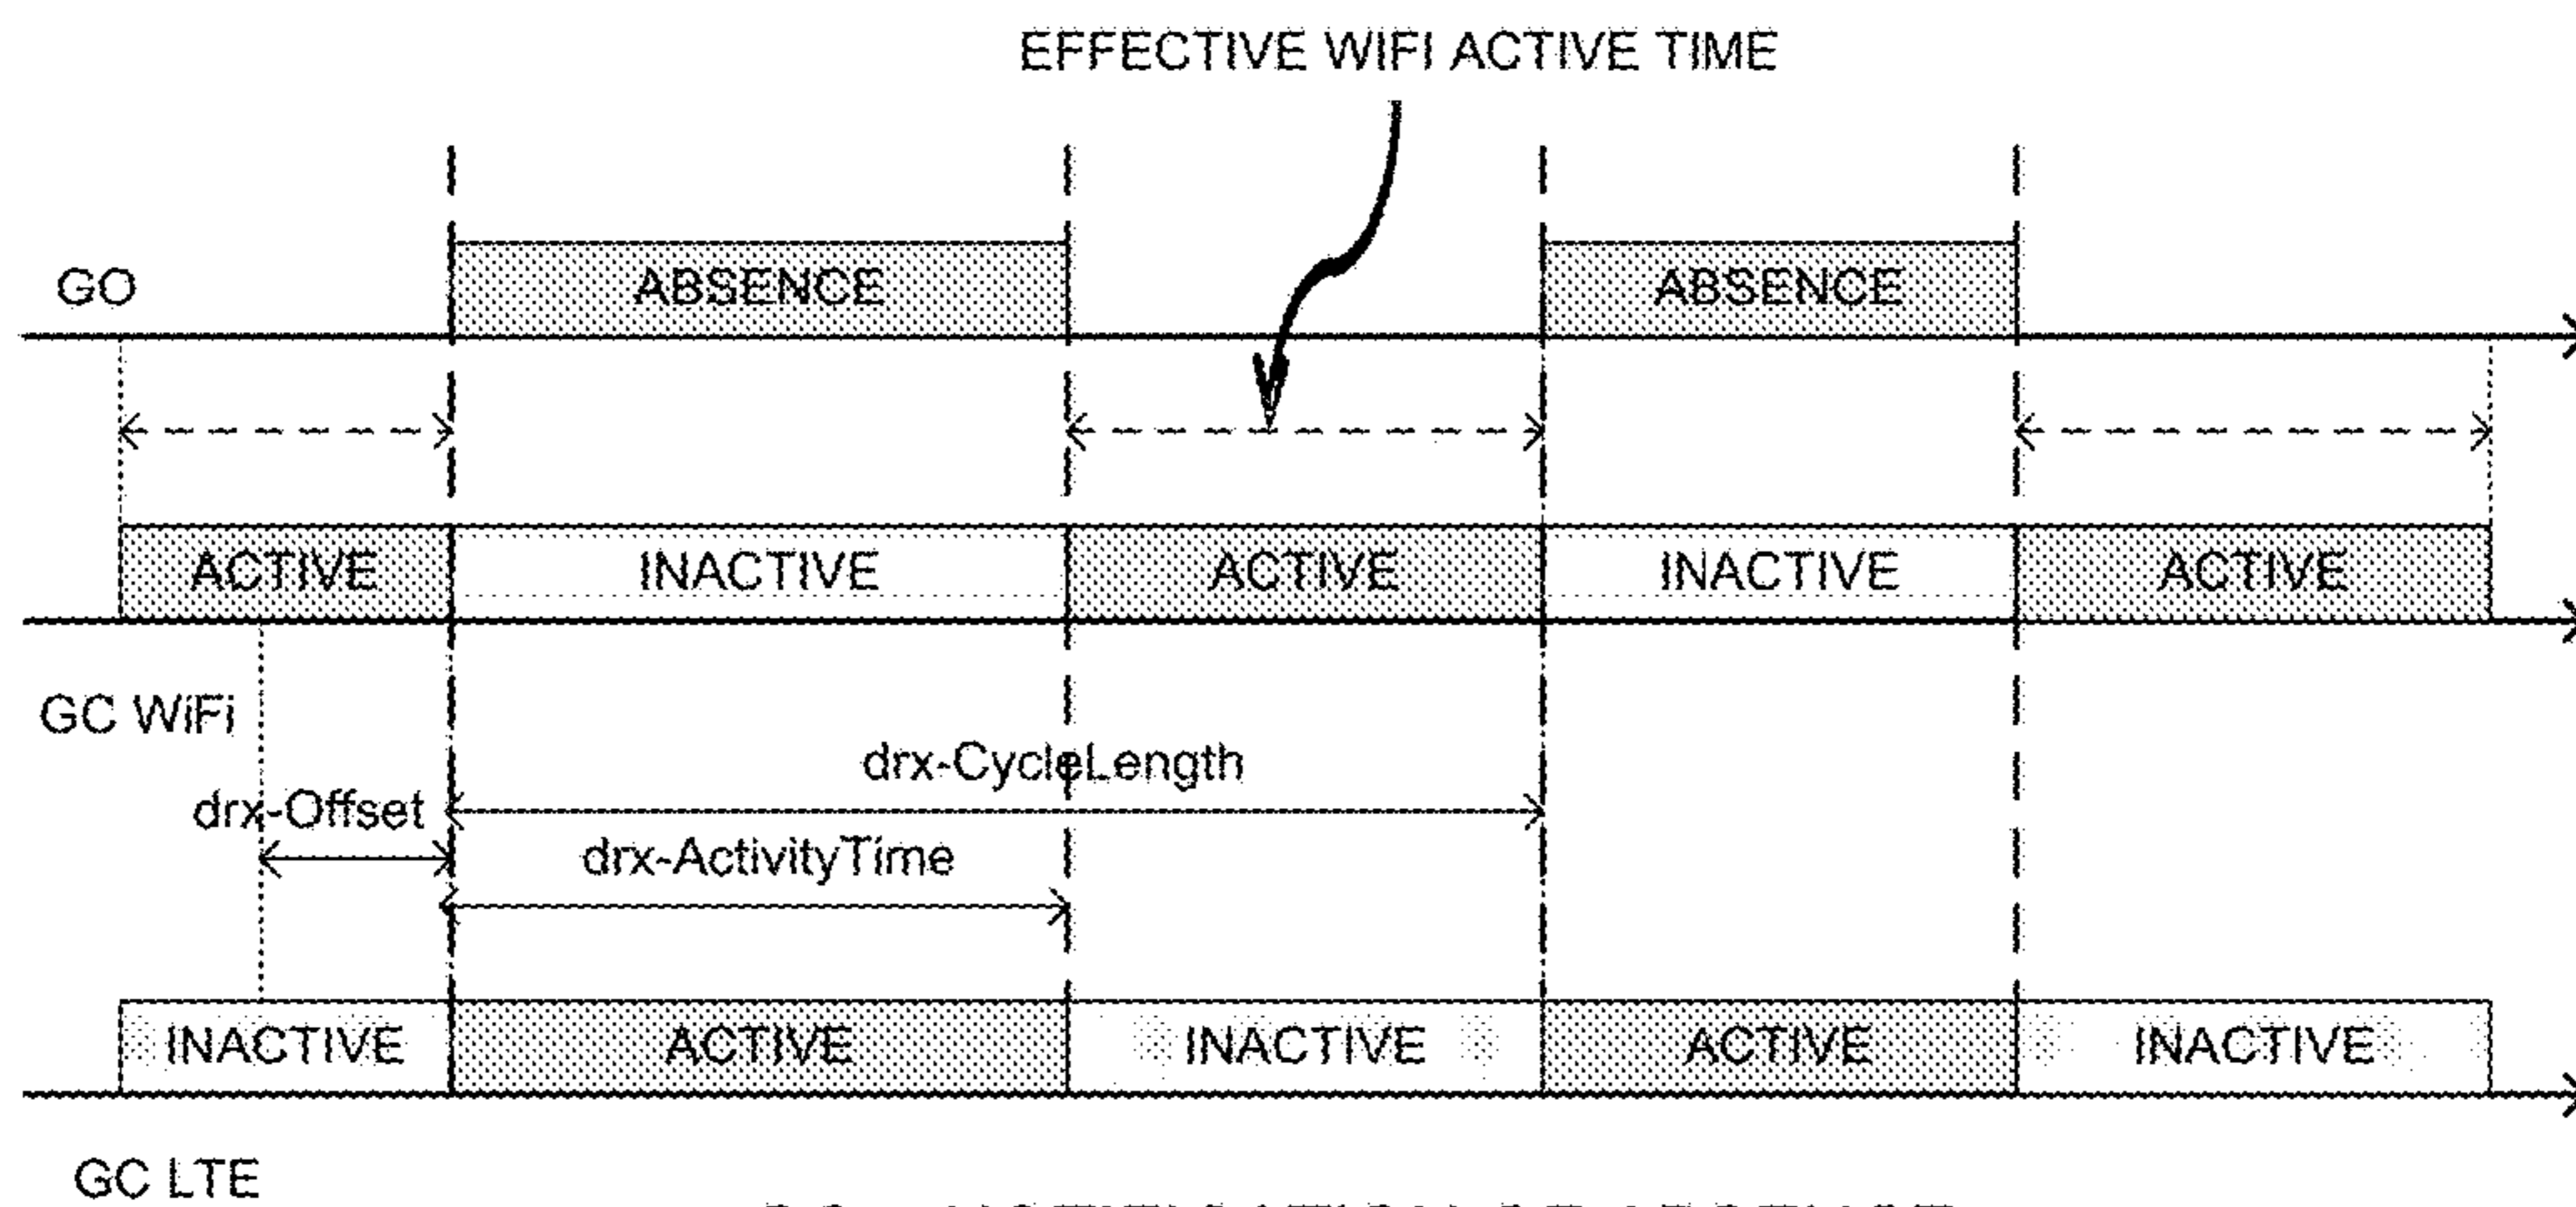 EFFECTIVE WIFI ACTIVE TIME
GO
ABSENCE
ABSENCE
ACTIVE
INACTIVE
ACTIVE
INACTIVE
ACTIVE
GC WiFi
drx-CycleLength
drx-Offset
drx-ActivityTime
INACTIVE
ACTIVE
INACTIVE
ACTIVE
INACTIVE
GC LTE